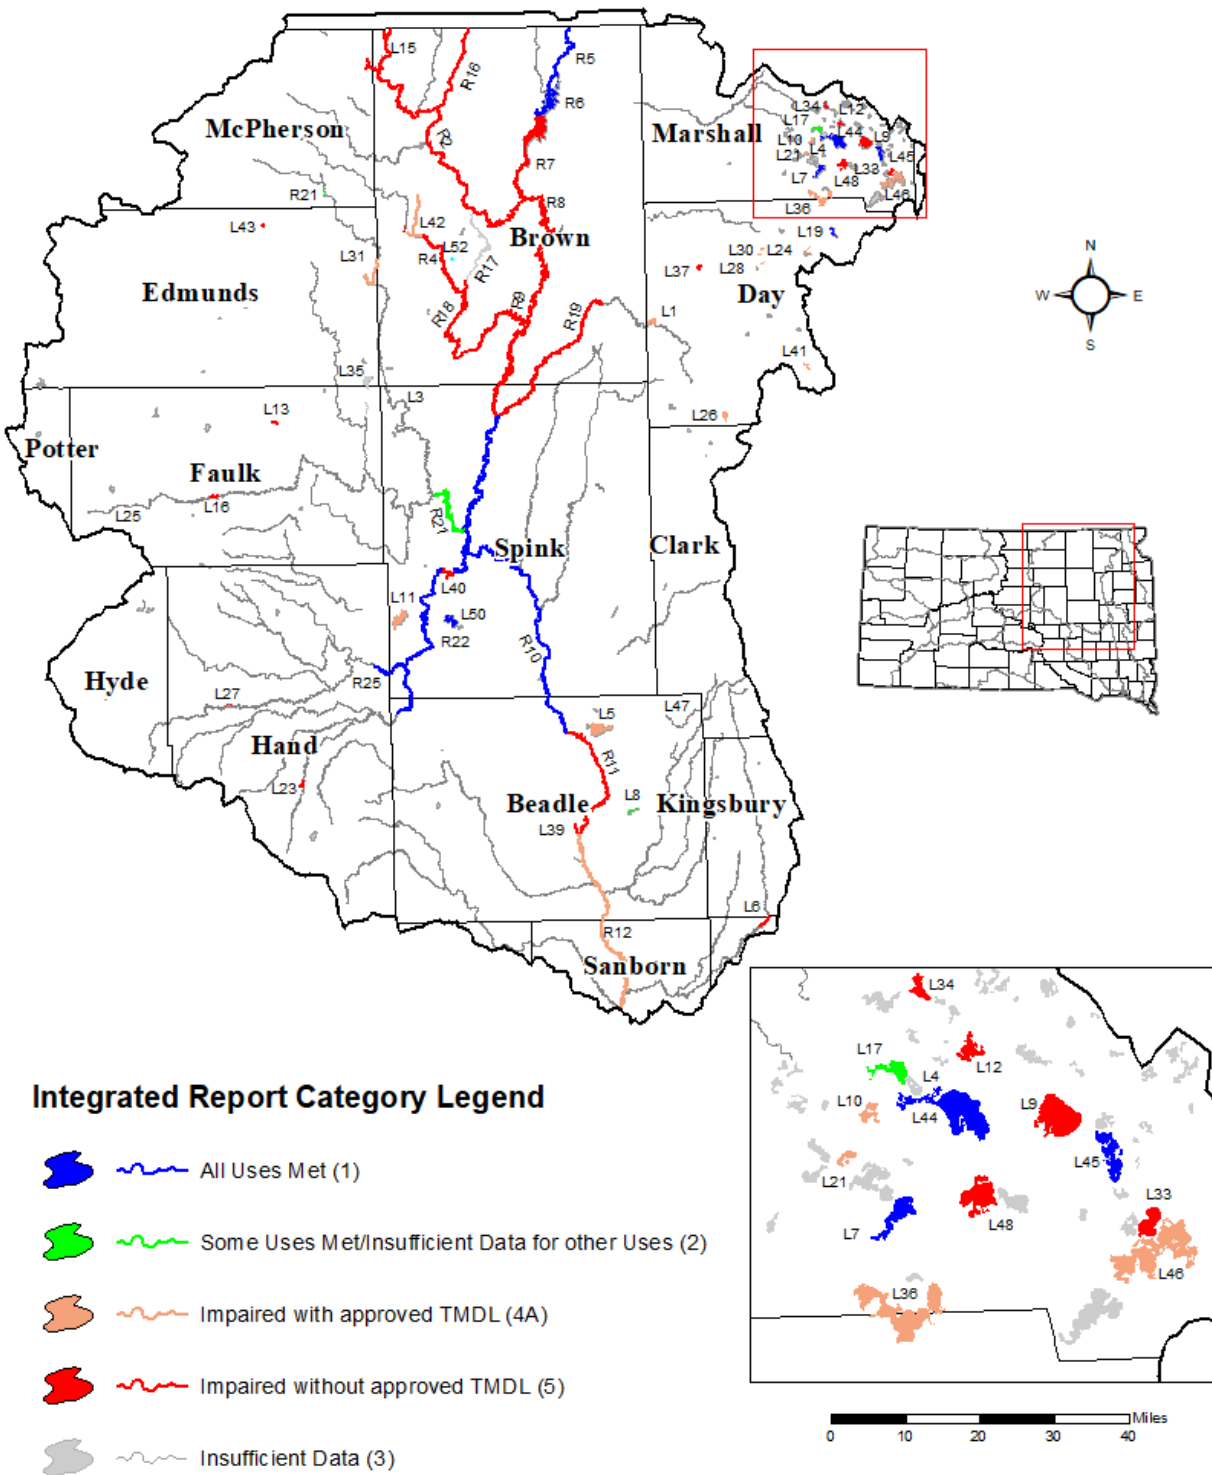 L15
R16
R5
R6
McPherson
R3
R7
Marshall
L34
L12
L17
L10
L44
L9
L4
L21
L45
L33
L7
L48
L46
L36
R21
R8
L43
L42
L52
Brown
R4
R17
L31
L19
L30
L24
L37
L28
Edmunds
Day
R18
R9
R19
L1
N
W
E
S
L35
L3
L41
L13
L26
Potter
Faulk
L16
L25
R21
Spink
Clark
L40
L11
L50
R22
R10
Hyde
R25
L27
L47
L5
Hand
R11
L23
Beadle
L8
Kingsbury
L39
L6
R12
Sanborn
L34
L17
L12
L4
L10
L44
L9
L45
L21
L33
L7
L48
L46
L36
Integrated Report Category Legend
All Uses Met (1)
Some Uses Met/Insufficient Data for other Uses (2)
Impaired with approved TMDL (4A)
Impaired without approved TMDL (5)
Insufficient Data (3)
Miles
0 10 20 30 40